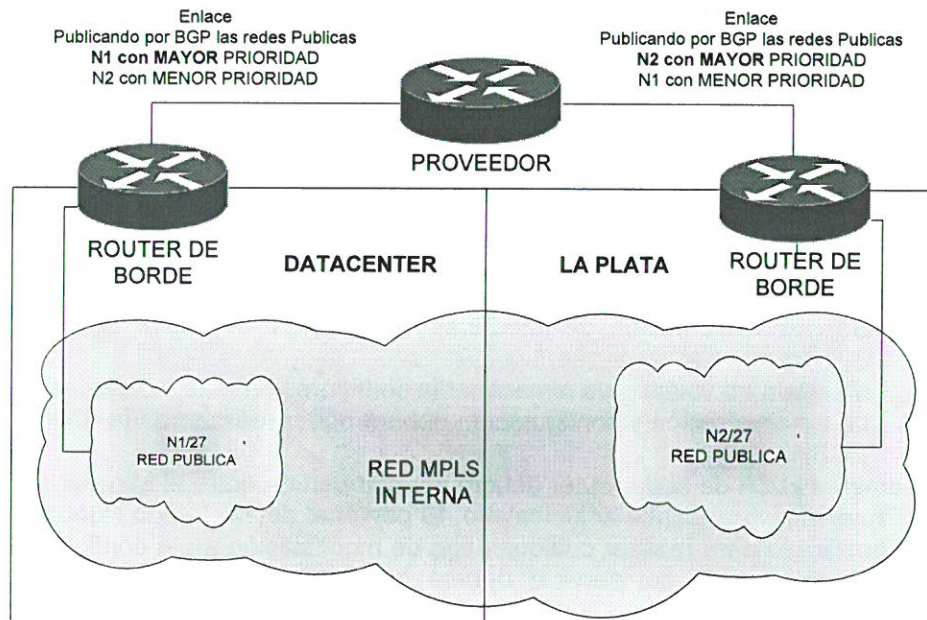 Enlace
Publicando por BGP las redes Publicas
N1 con MAYOR PRIORIDAD
N2 con MENOR PRIORIDAD
Enlace
Publicando por BGP las redes Publicas
N2 con MAYOR PRIORIDAD
N1 con MENOR PRIORIDAD
PROVEEDOR
ROUTER DE
BORDE
DATACENTER
LA PLATA
ROUTER DE
BORDE
N1/27
RED PUBLICA
N2/27
RED PUBLICA
RED MPLS
INTERNA